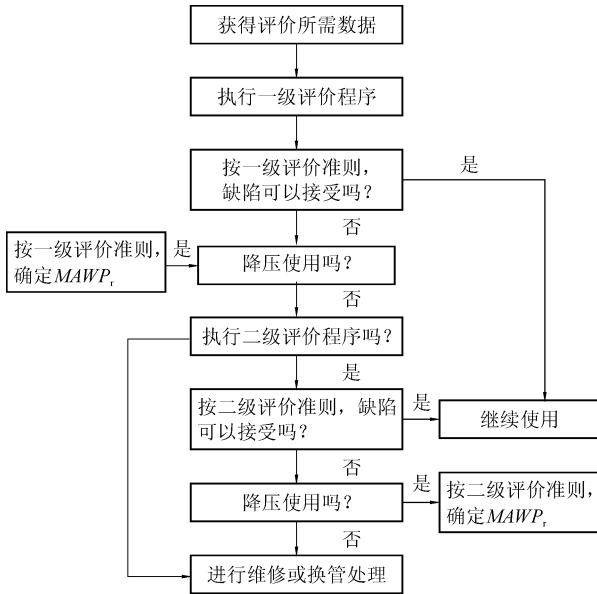 获得评价所需数据
执行一级评价程序
按一级评价准则，
缺陷可以接受吗？
是
否
按一级评价准则，
确定MAWPr
是
降压使用吗？
否
执行二级评价程序吗？
是
按二级评价准则，缺陷
可以接受吗？
是
继续使用
否
降压使用吗？
是
按二级评价准则，
确定MAWPr
否
进行维修或换管处理